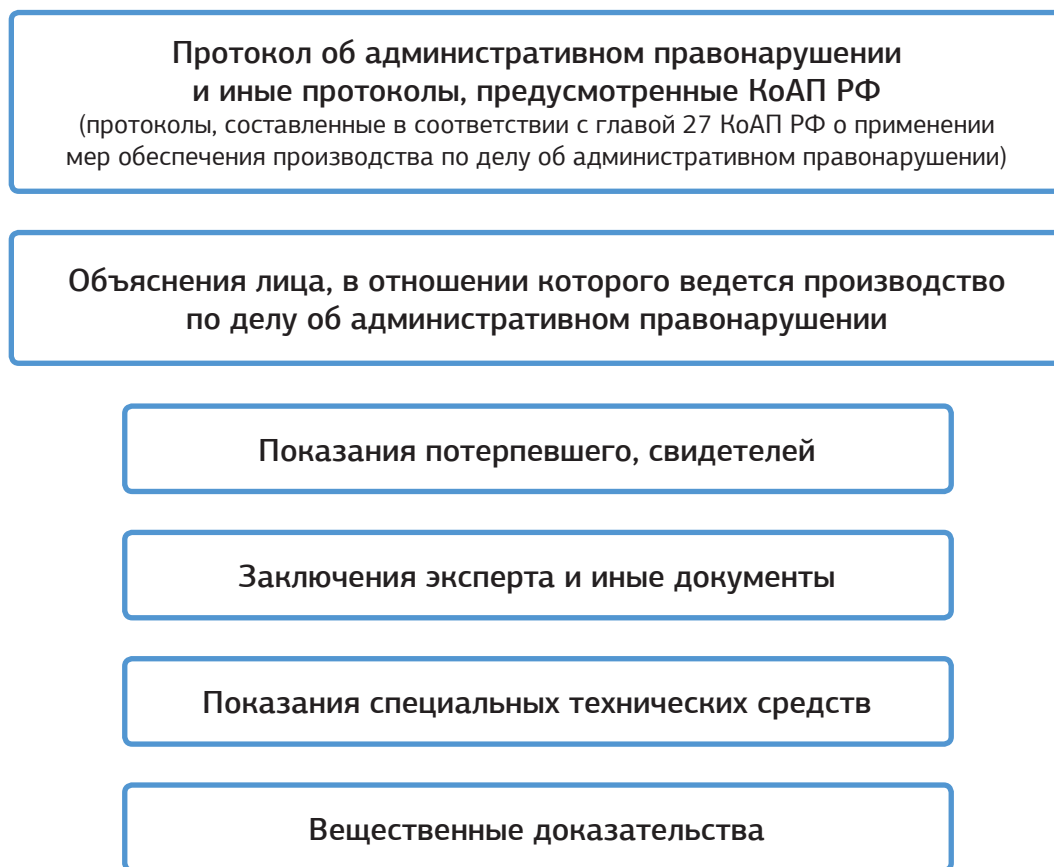 Протокол об административном правонарушении
и иные протоколы, предусмотренные КоАП РФ
(протоколы, составленные в соответствии с главой 27 КоАП РФ о применении
мер обеспечения производства по делу об административном правонарушении)
Объяснения лица, в отношении которого ведется производство
по делу об административном правонарушении
Показания потерпевшего, свидетелей
Заключения эксперта и иные документы
Показания специальных технических средств
Вещественные доказательства